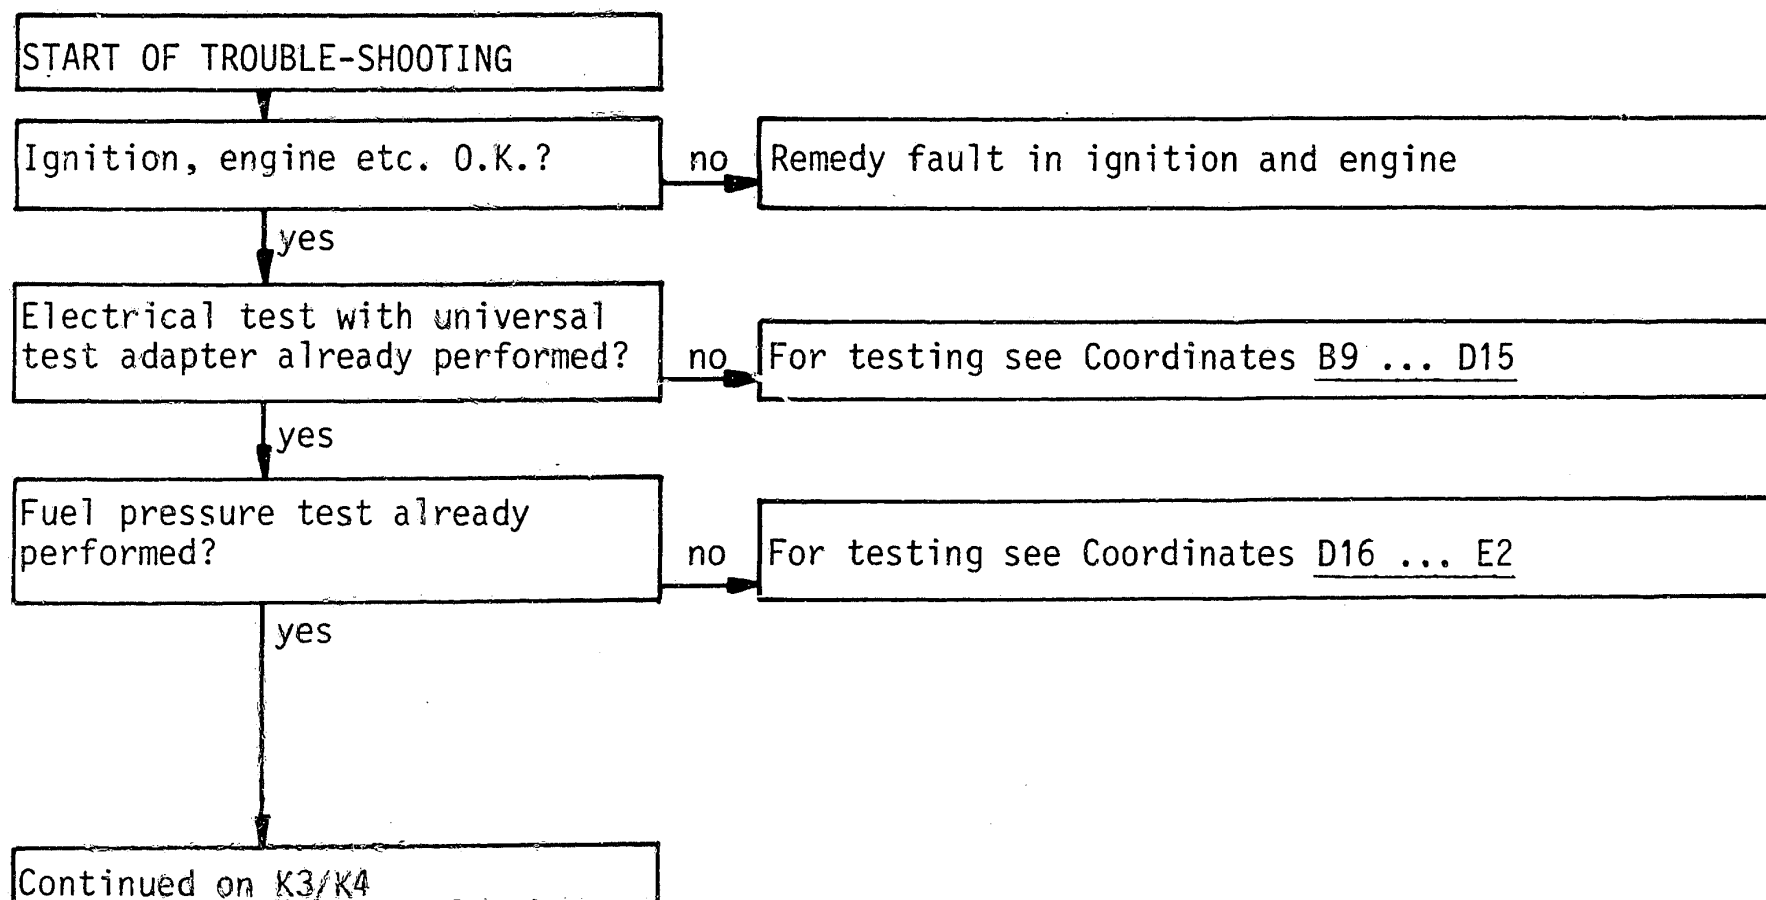 START OF TROUBLE-SHOOTING
Ignition, engine etc. O.K.?
no
Remedy fault in ignition and engine
yes
Electrical test with universal
test adapter already performed?
no
For testing see Coordinates B9 ... D15
yes
Fuel pressure test already
performed?
no
For testing see Coordinates D16 ... E2
yes
Continued on K3/K4